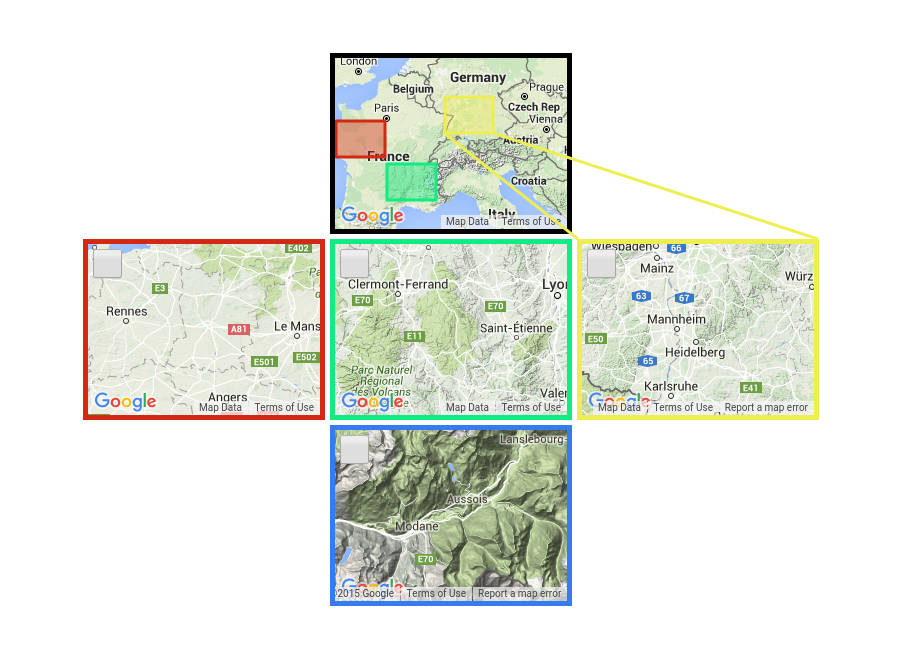 London
Germany
Belgium
Prague
Paris
Czech Rep
Vienna
Austria
France
Croatia
Italy
Google
Map Data
Terms of Use
E402
E3
Rennes
A81
Le Mans
E501
E502
Angers
Google
Map Data
Terms of Use
Clermont-Ferrand
Lyo
E70
E70
E11
Saint-Étienne
Parc Naturel
Régional
des Volcans
Valer
Google
Map Data
Terms of Use
Wiesbaden
66
Mainz
Würz
63
67
Mannheim
E50
Heidelberg
65
Karlsruhe
E41
Google
Map Data
Terms of Use
Report a map error
Lanslebourg-
Aussois
Modane
E70
Google
2015 Google
Terms of Use
Report a map error